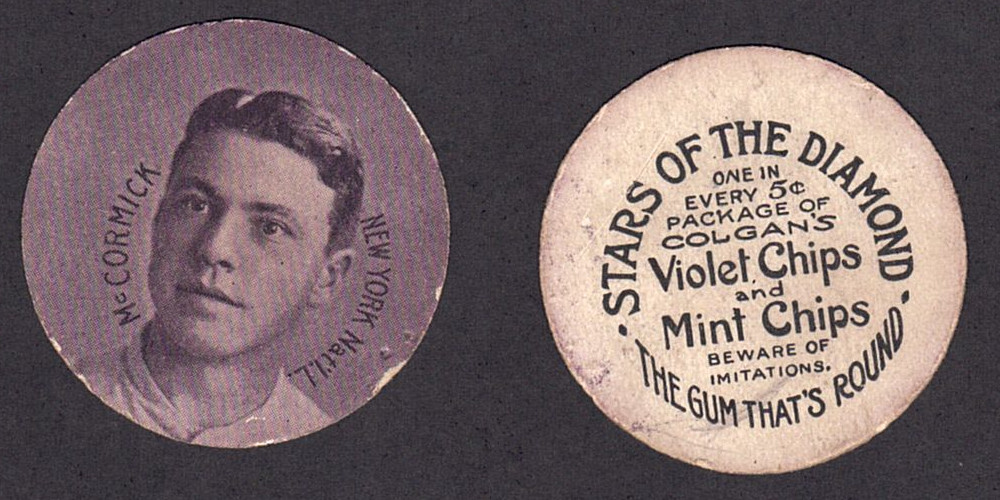 McCORMICK
NEW YORK Nat'l.
· STARS OF THE DIAMOND ·
ONE IN
EVERY 5¢
PACKAGE OF
COLGAN'S
Violet Chips
and
Mint Chips
BEWARE OF
IMITATIONS.
THE GUM THAT'S ROUND